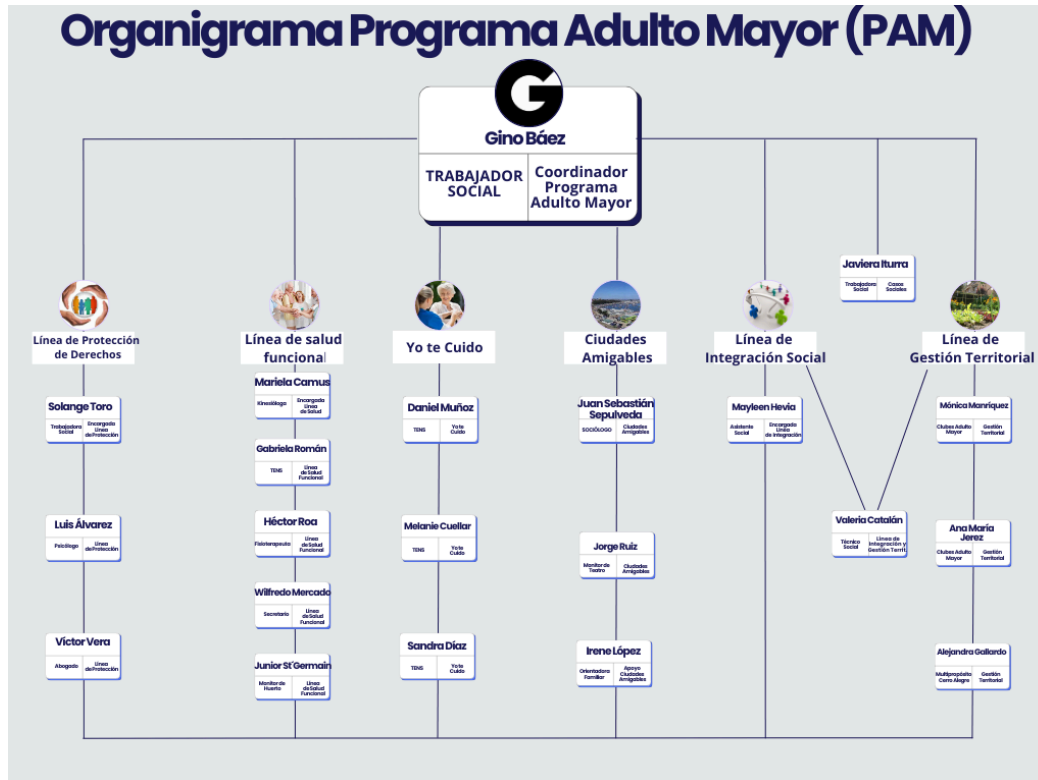 Organigrama Programa Adulto Mayor (PAM)
G
Gino Báez
TRABAJADOR
SOCIAL
Coordinador
Programa
Adulto Mayor
Javiera Iturra
Trabajadora
Social
Casos
Sociales
Línea de Protección
de Derechos
Solange Toro
Trabajadora
Social
Encargada
Línea
de Protección
Luis Álvarez
Psicólogo
Línea
de Protección
Víctor Vera
Abogado
Línea
de Protección
Línea de salud
funcional
Mariela Camus
Kinesióloga
Encargada
Línea
de Salud
Gabriela Román
TENS
Línea
de Salud
Funcional
Héctor Roa
Fisioterapeuta
Línea
de Salud
Funcional
Wilfredo Mercado
Secretario
Línea
de Salud
Funcional
Junior St´Germain
Monitor de
Huerto
Línea
de Salud
Funcional
Yo te Cuido
Daniel Muñoz
TENS
Yo te
Cuido
Melanie Cuellar
TENS
Yo te
Cuido
Sandra Díaz
TENS
Yo te
Cuido
Ciudades
Amigables
Juan Sebastián
Sepulveda
SOCIÓLOGO
Ciudades
Amigables
Jorge Ruiz
Monitor de
Teatro
Ciudades
Amigables
Irene López
Orientadora
Familiar
Apoyo
Ciudades
Amigables
Línea de
Integración Social
Mayleen Hevia
Asistente
Social
Encargada
Línea
de Integración
Valeria Catalán
Técnico
Social
Línea de
Integración y
Gestión Territ.
Línea de
Gestión Territorial
Mónica Manríquez
Clubes Adulto
Mayor
Gestión
Territorial
Ana María
Jerez
Clubes Adulto
Mayor
Gestión
Territorial
Alejandra Gallardo
Multipropósito
Cerro Alegre
Gestión
Territorial